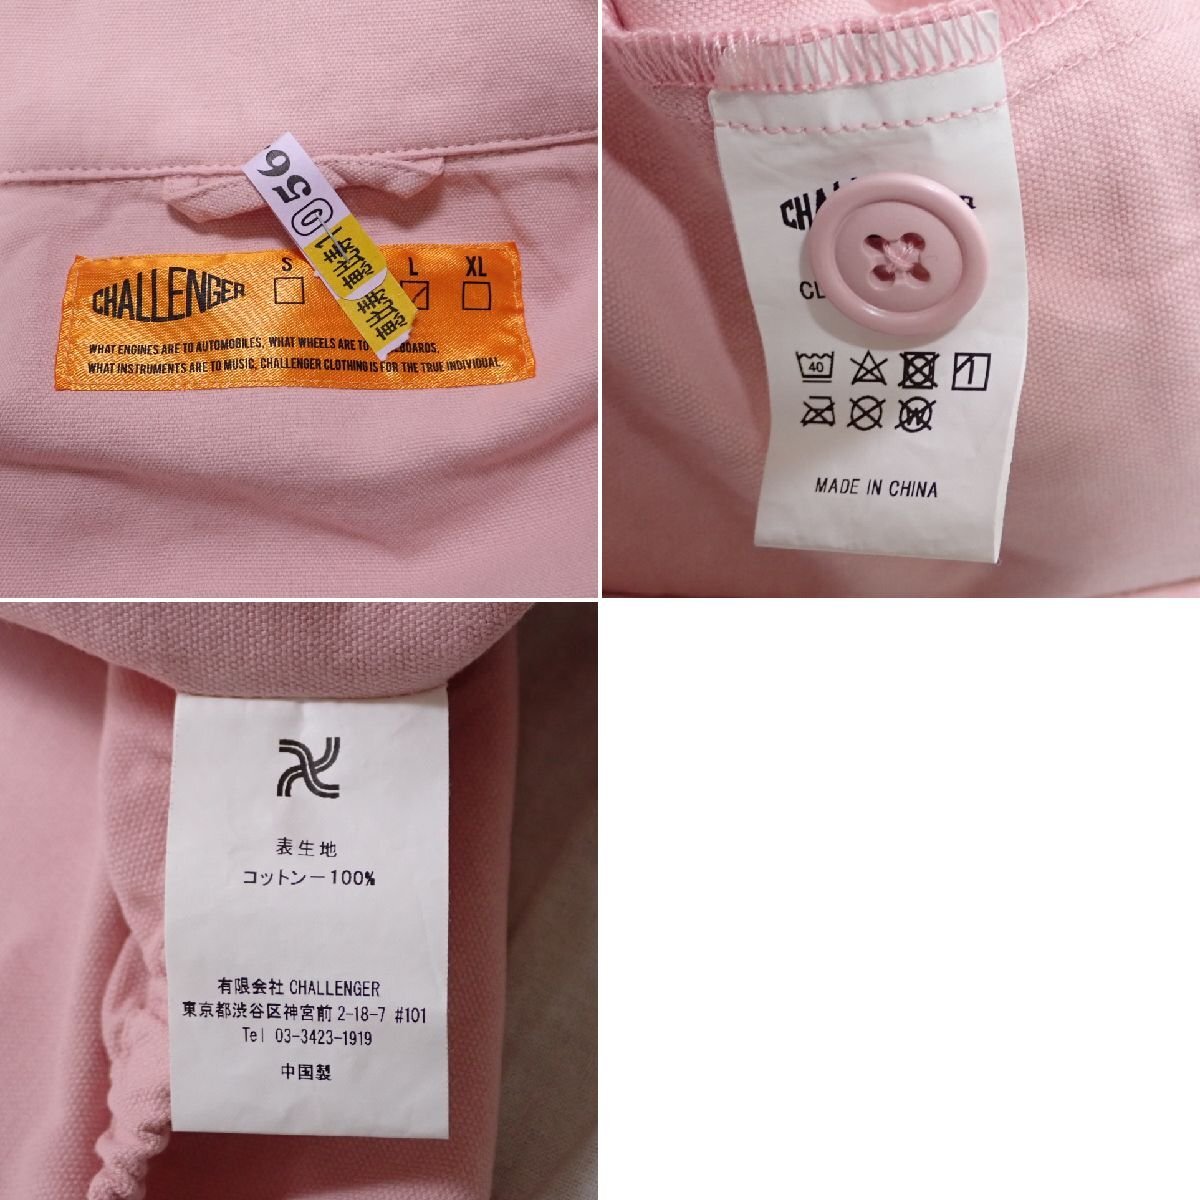 CHALLENGER
S
L
XL
WHAT ENGINES ARE TO AUTOMOBILES, WHAT WHEELS ARE TO
WHAT INSTRUMENTS ARE TO MUSIC, CHALLENGER CLOTHING IS FOR THE TRUE INDIVIDUAL
40
W
MADE IN CHINA
表生地
コットン−100%
有限会社 CHALLENGER
東京都渋谷区神宮前 2-18-7 #101
Tel 03-3423-1919
中国製